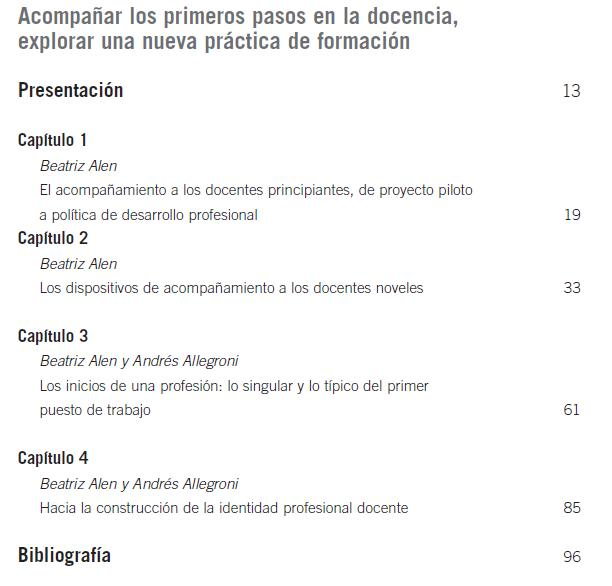 Acompañar los primeros pasos en la docencia,
explorar una nueva práctica de formación
Presentación 13
Capítulo 1
Beatriz Alen
El acompañamiento a los docentes principiantes, de proyecto piloto
a política de desarrollo profesional 19
Capítulo 2
Beatriz Alen
Los dispositivos de acompañamiento a los docentes noveles 33
Capítulo 3
Beatriz Alen y Andrés Allegroni
Los inicios de una profesión: lo singular y lo típico del primer
puesto de trabajo 61
Capítulo 4
Beatriz Alen y Andrés Allegroni
Hacia la construcción de la identidad profesional docente 85
Bibliografía 96